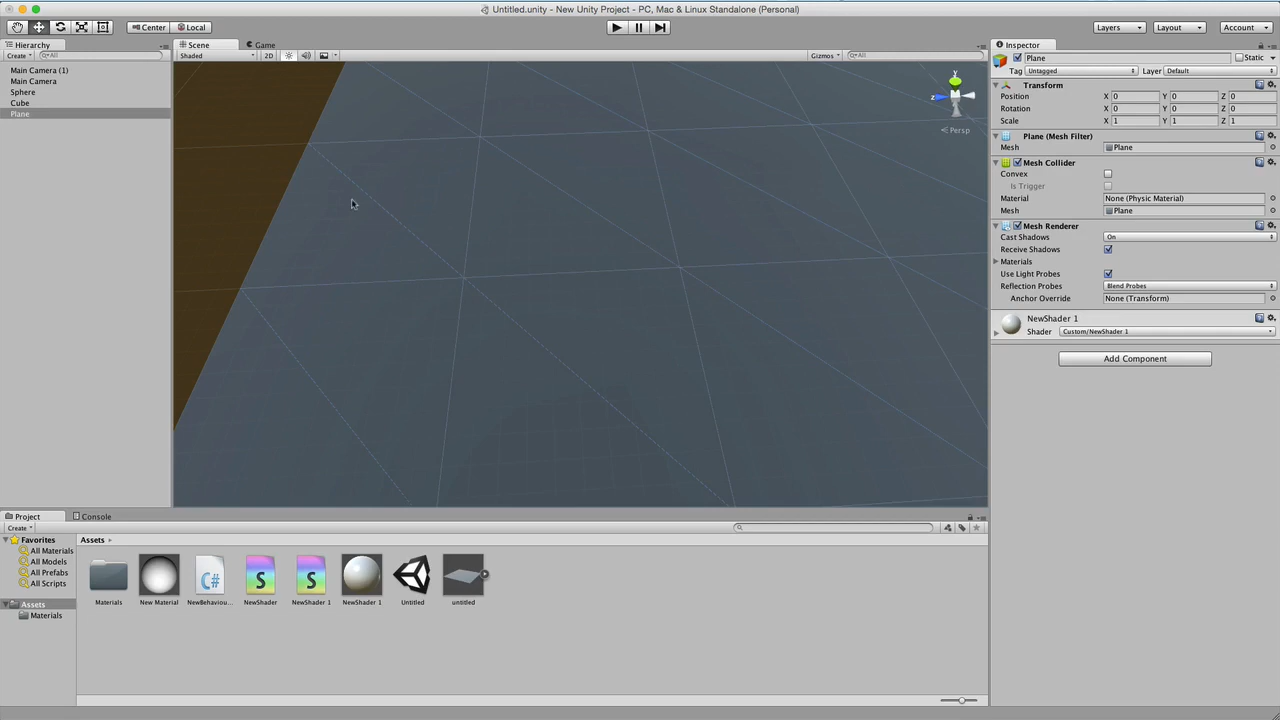 Untitled.unity - New Unity Project - PC, Mac & Linux Standalone (Personal)
Center Local Layers Layout Account
Hierarchy
Create All
Main Camera (1)
Main Camera
Sphere
Cube
Plane
Scene Game
Shaded 2D Gizmos All
y
z
Persp
Inspector
Plane Static
Tag Untagged Layer Default
Transform
Position X 0 Y 0 Z 0
Rotation X 0 Y 0 Z 0
Scale X 1 Y 1 Z 1
Plane (Mesh Filter)
Mesh Plane
Mesh Collider
Convex
Is Trigger
Material None (Physic Material)
Mesh Plane
Mesh Renderer
Cast Shadows On
Receive Shadows
Materials
Use Light Probes
Reflection Probes Blend Probes
Anchor Override None (Transform)
NewShader 1
Shader Custom/NewShader 1
Add Component
Project Console
Create
Favorites
All Materials
All Models
All Prefabs
All Scripts
Assets
Materials
Assets
C# S S
Materials New Material NewBehaviou... NewShader NewShader 1 NewShader 1 Untitled untitled